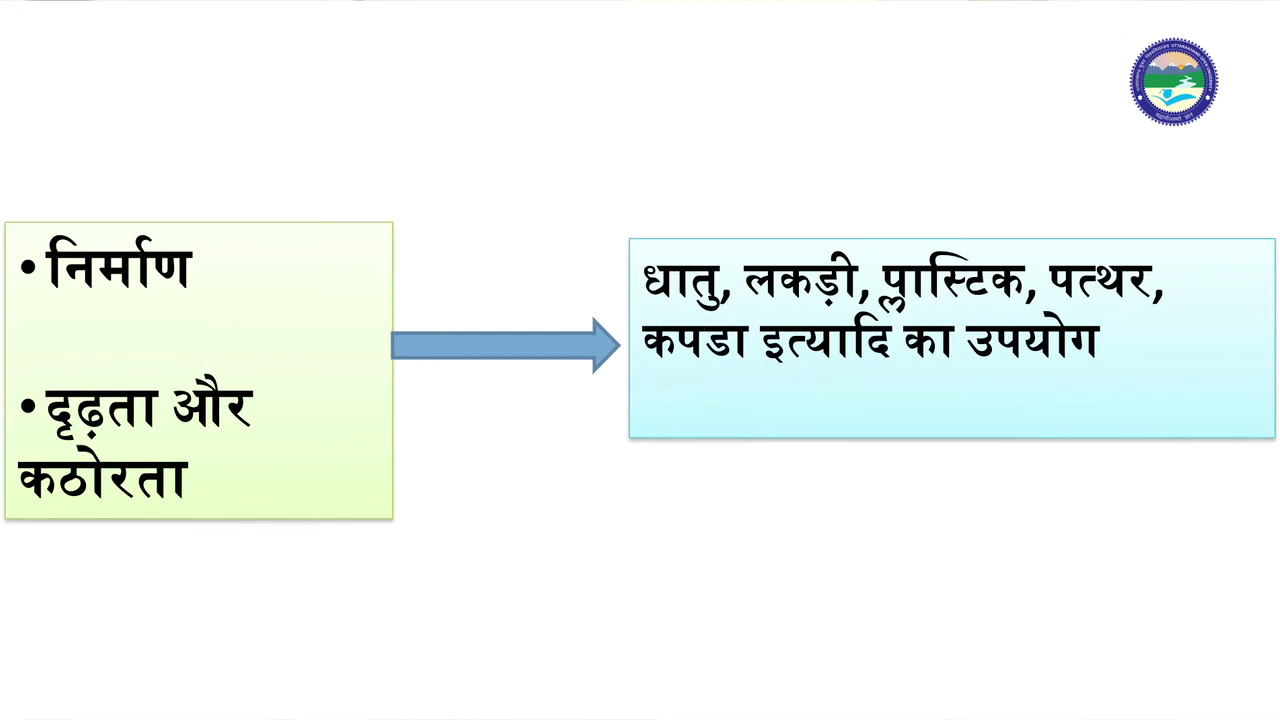 • निर्माण
• दृढ़ता और
कठोरता
धातु, लकड़ी, प्लास्टिक, पत्थर,
कपडा इत्यादि का उपयोग